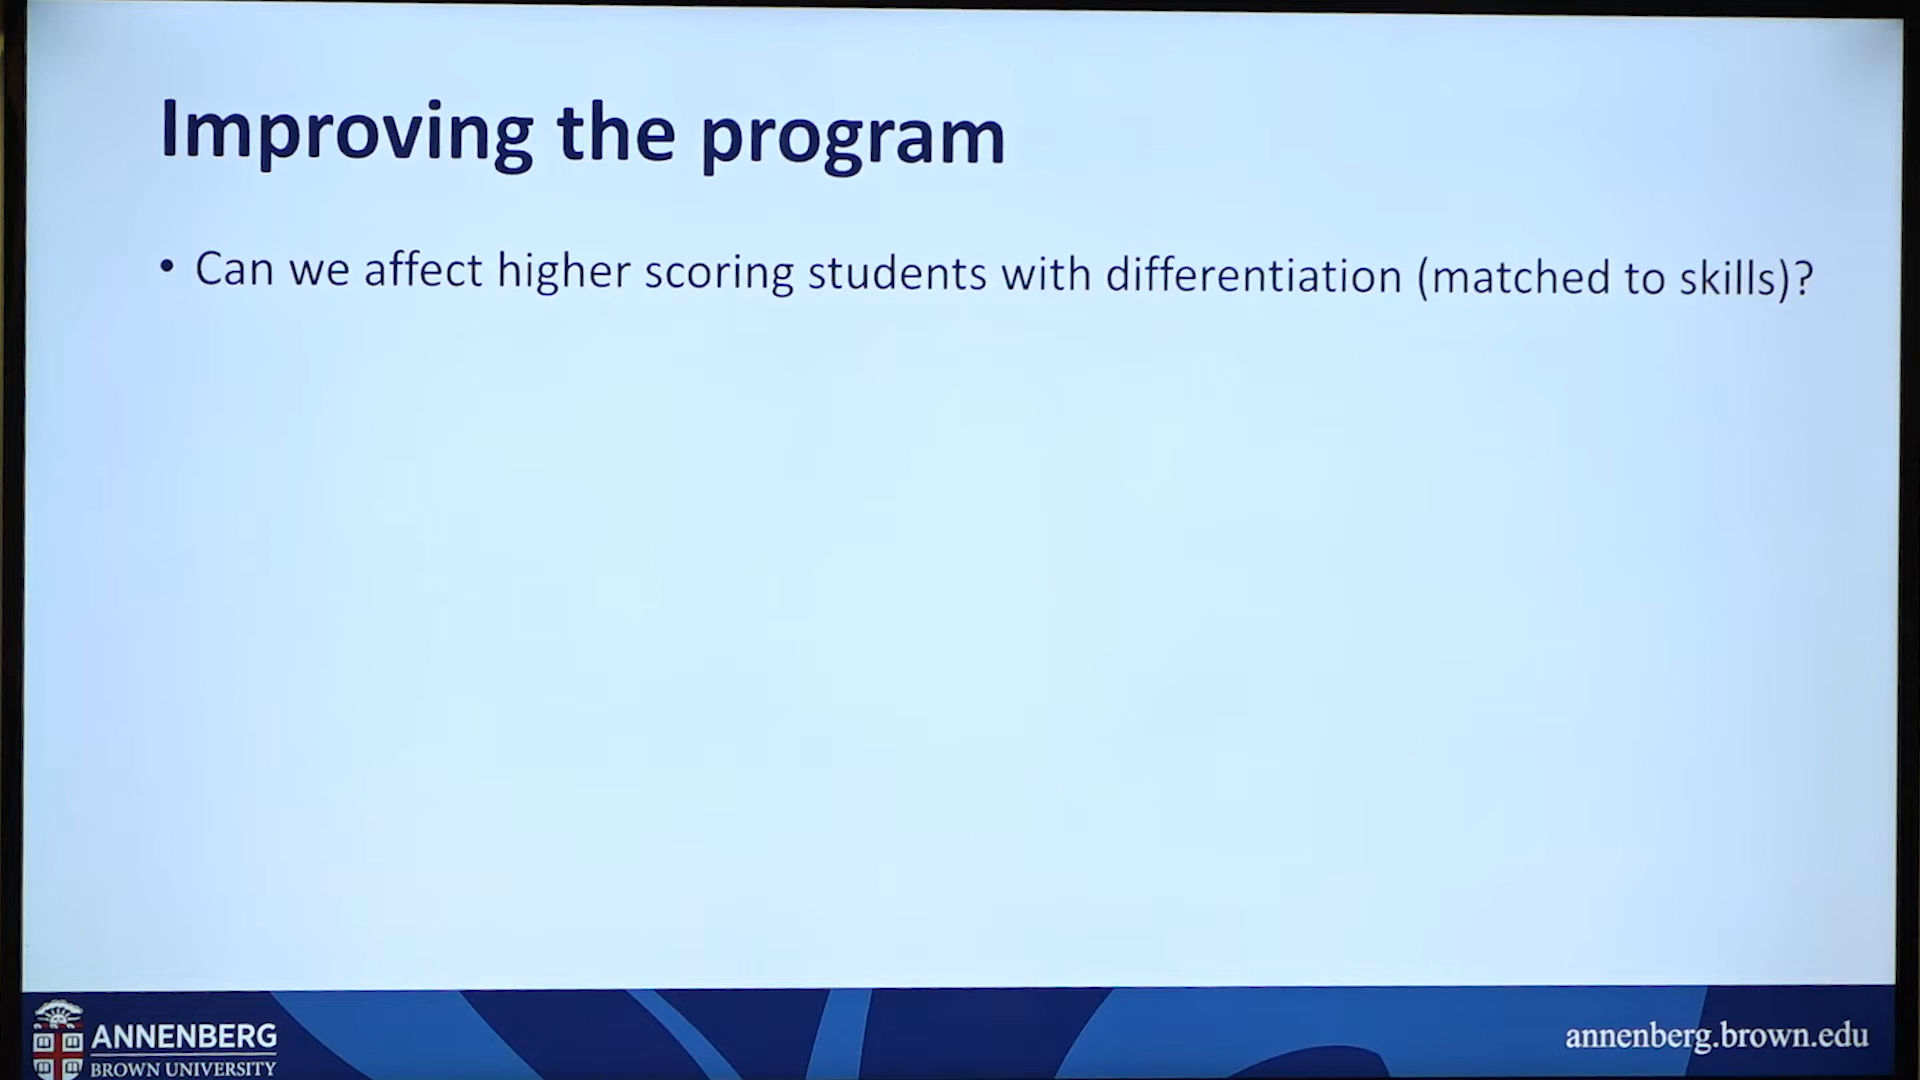 Improving the program
• Can we affect higher scoring students with differentiation (matched to skills)?
ANNENBERG
BROWN UNIVERSITY
annenberg.brown.edu